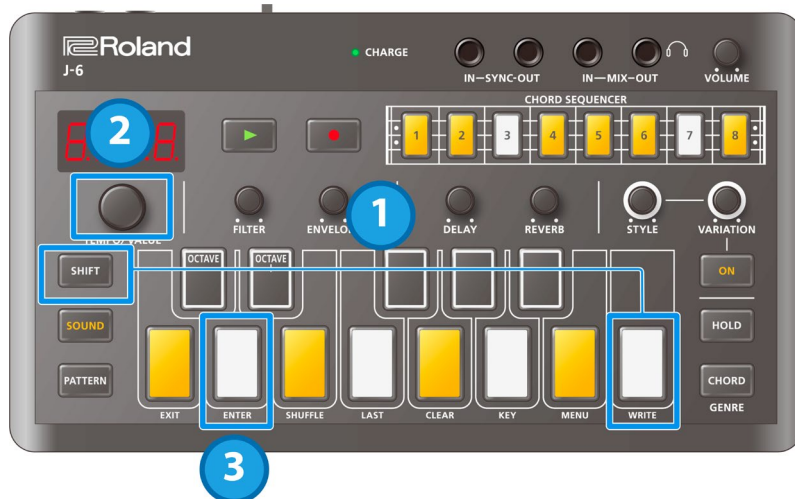 Roland
J-6
CHARGE
IN-SYNC-OUT
IN-MIX-OUT
VOLUME
CHORD SEQUENCER
1 2 3 4 5 6 7 8
2
1
FILTER
DELAY
REVERB
STYLE
VARIATION
SHIFT
OCTAVE
OCTAVE
ON
SOUND
HOLD
PATTERN
CHORD
GENRE
EXIT
ENTER
SHUFFLE
LAST
CLEAR
KEY
MENU
WRITE
3